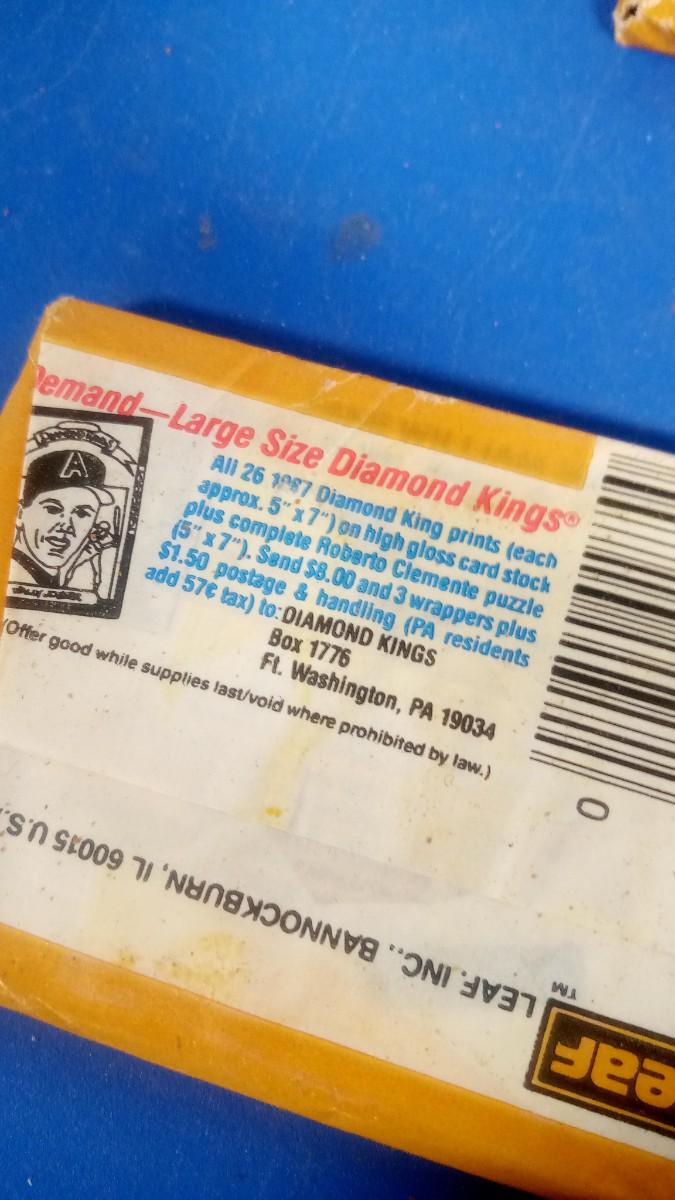 Demand—Large Size Diamond Kings®
A
All 26 1987 Diamond King prints (each
approx. 5" x 7") on high gloss card stock
plus complete Roberto Clemente puzzle
(5" x 7"). Send $8.00 and 3 wrappers plus
$1.50 postage & handling (PA residents
add 57¢ tax) to: DIAMOND KINGS
Box 1776
Ft. Washington, PA 19034
(Offer good while supplies last/void where prohibited by law.)
0
LEAF, INC., BANNOCKBURN, IL 60015 U.S.
eaf ™